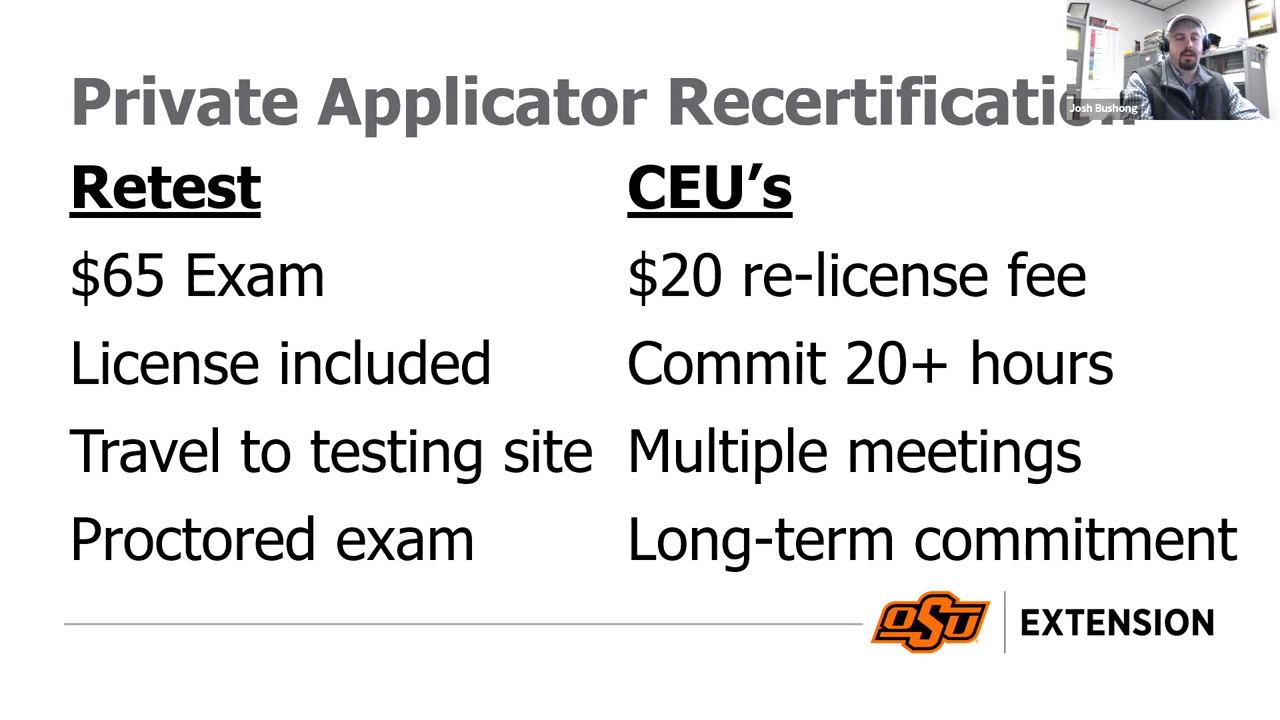 Private Applicator Recertification
Josh Bushong
Retest
$65 Exam
License included
Travel to testing site
Proctored exam
CEU’s
$20 re-license fee
Commit 20+ hours
Multiple meetings
Long-term commitment
OSU
EXTENSION